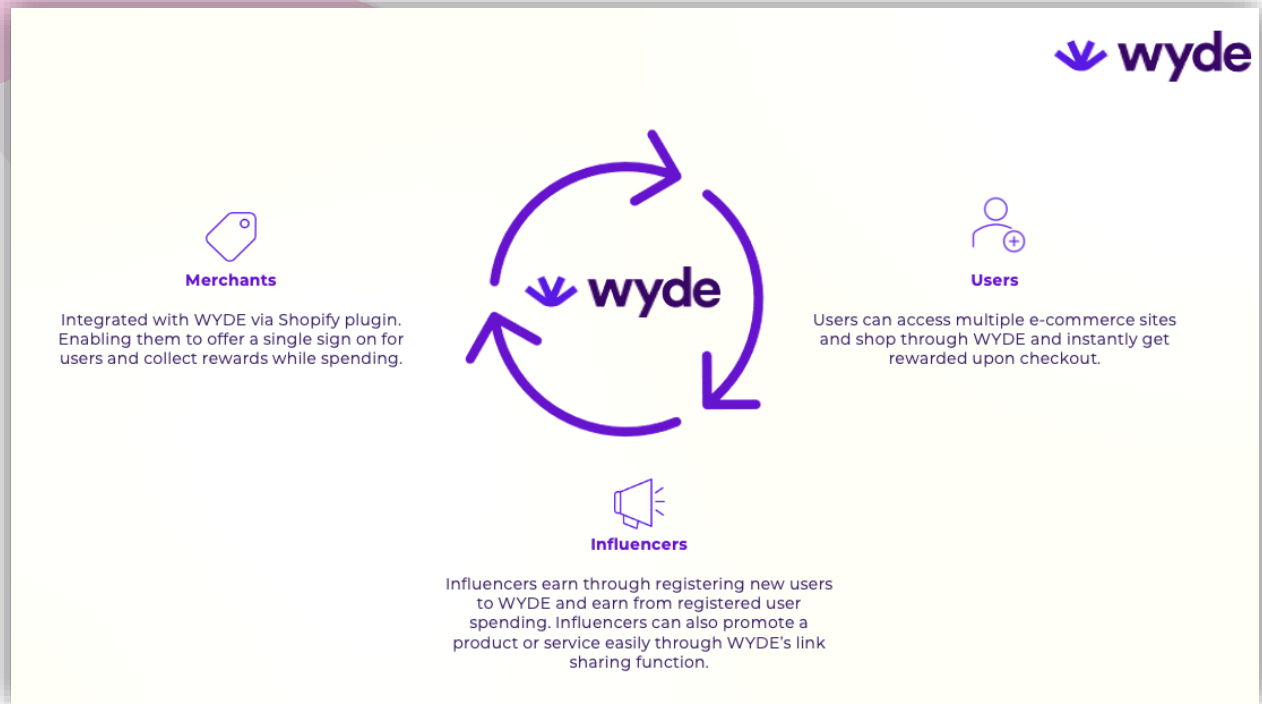 wyde
wyde
Merchants
Integrated with WYDE via Shopify plugin.
Enabling them to offer a single sign on for
users and collect rewards while spending.
Users
Users can access multiple e-commerce sites
and shop through WYDE and instantly get
rewarded upon checkout.
Influencers
Influencers earn through registering new users
to WYDE and earn from registered user
spending. Influencers can also promote a
product or service easily through WYDE’s link
sharing function.